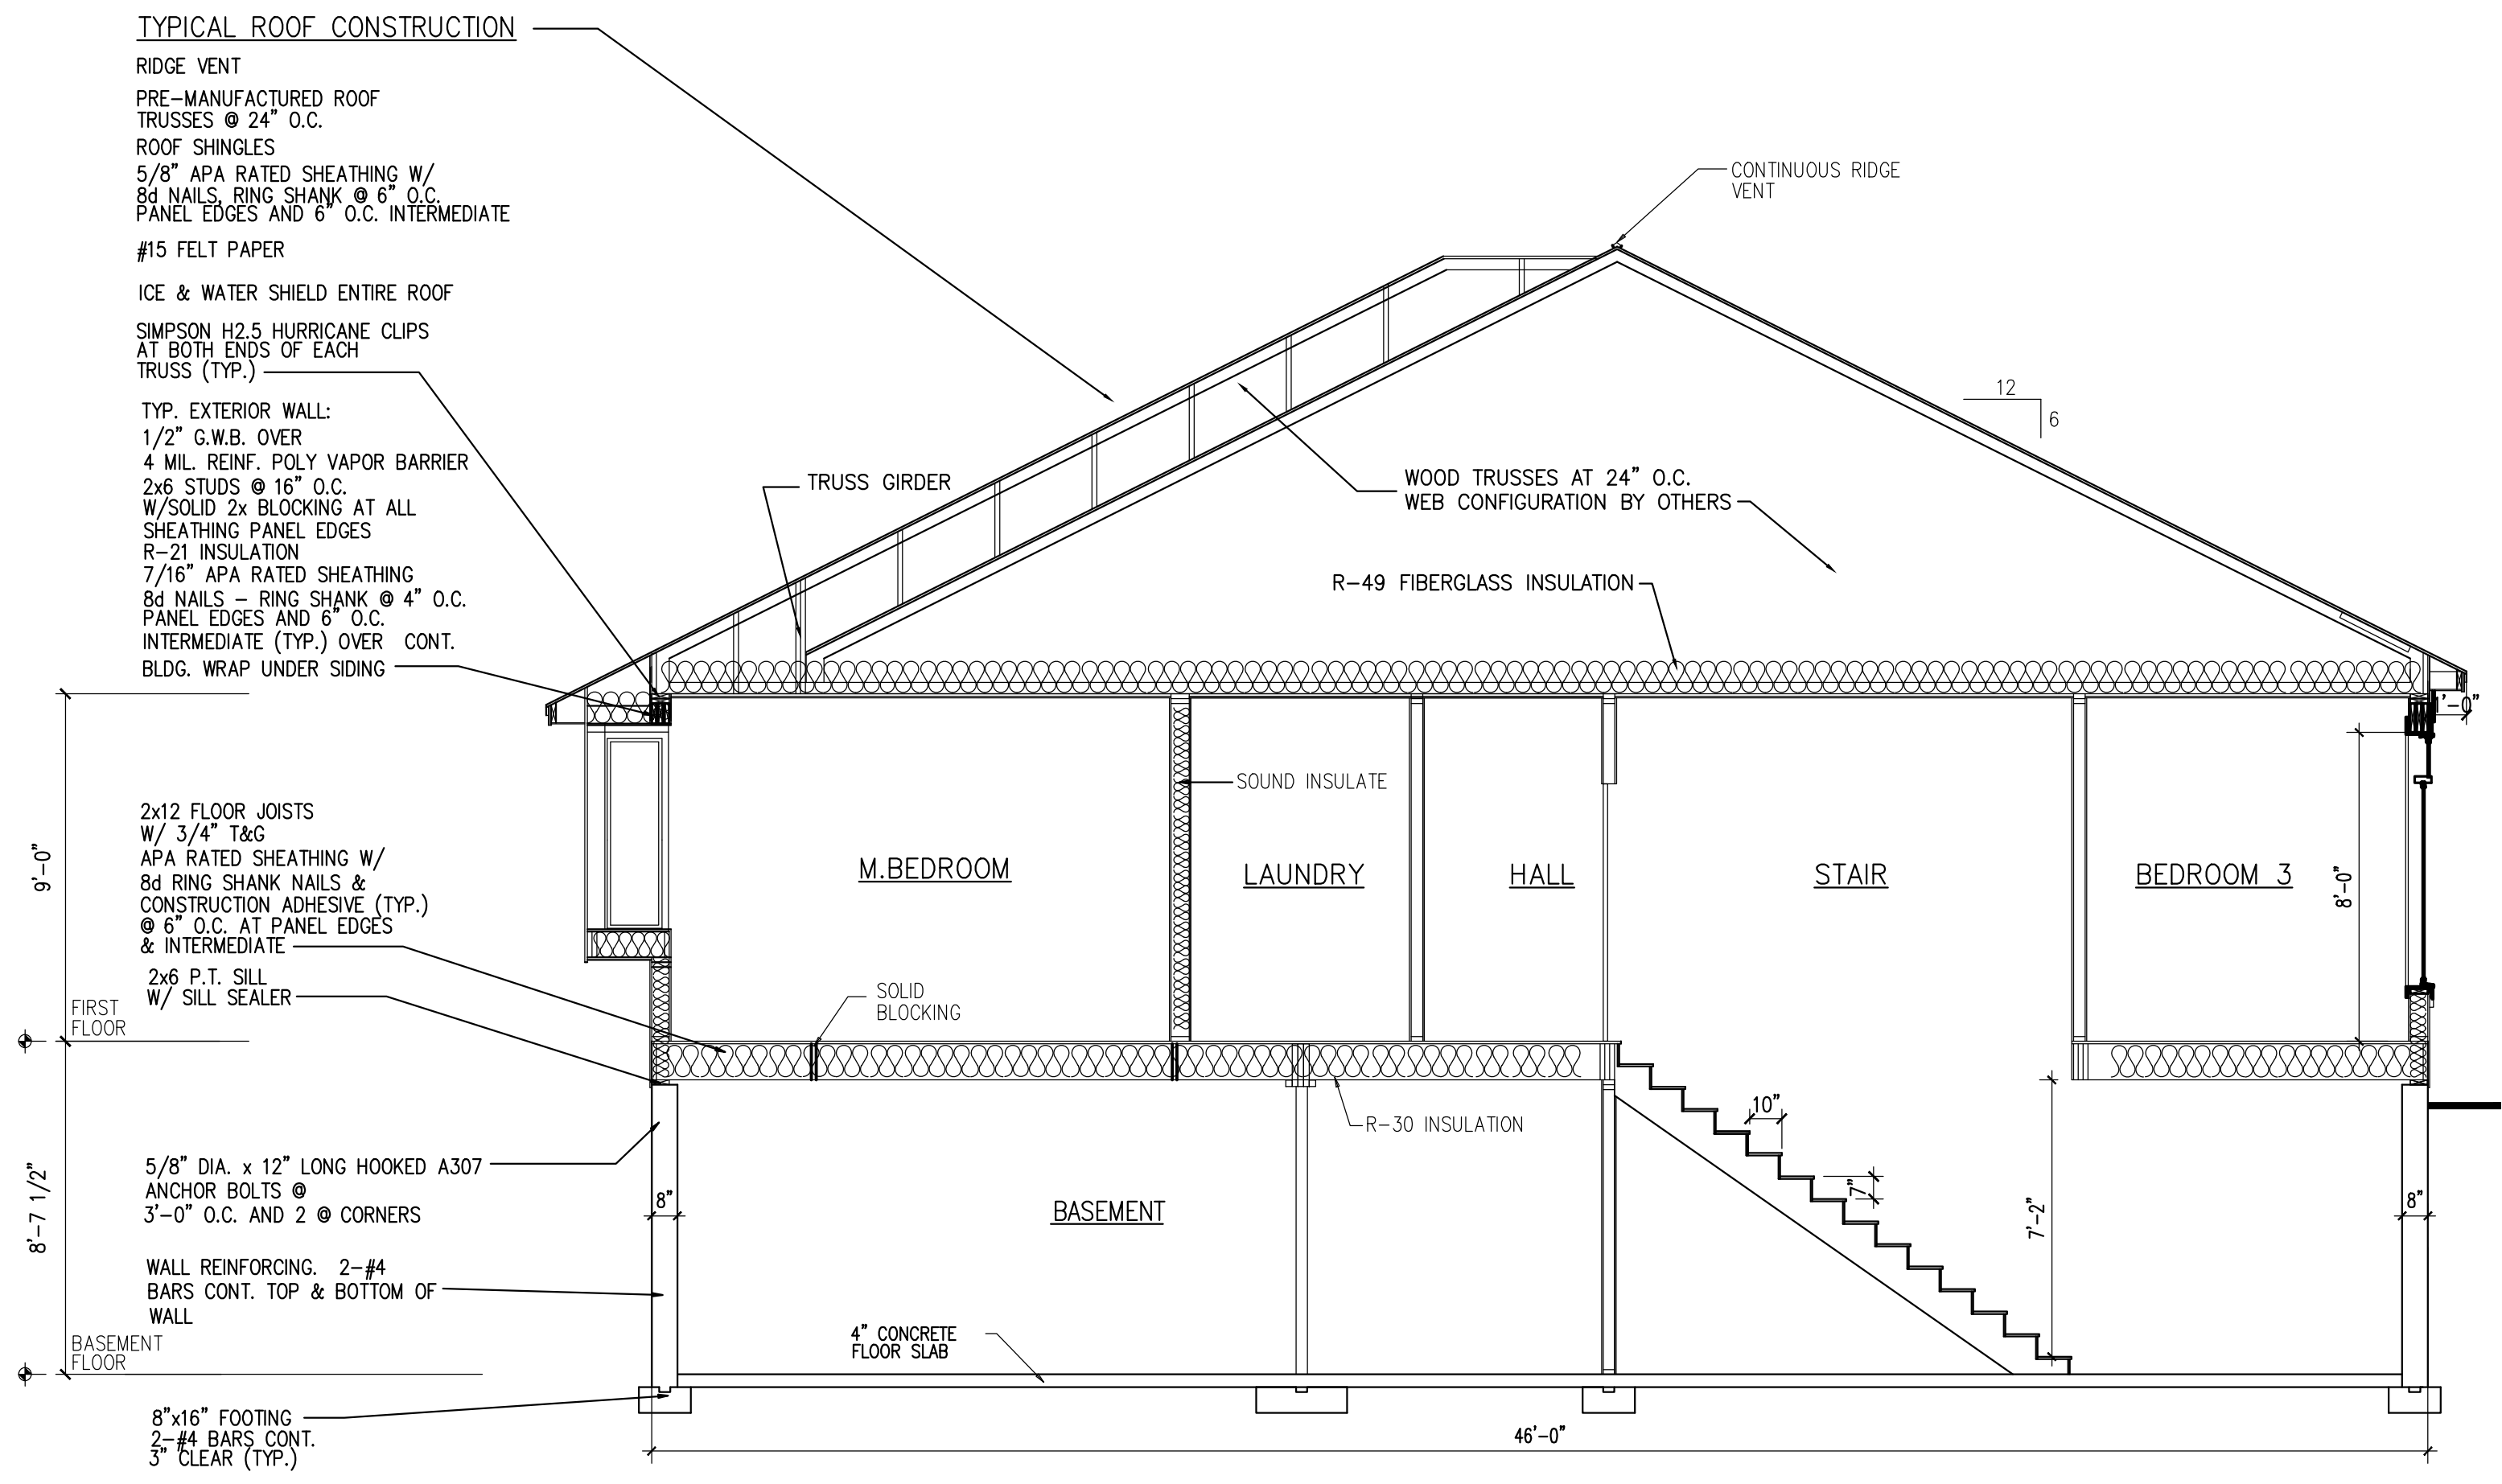 TYPICAL ROOF CONSTRUCTION
RIDGE VENT
PRE-MANUFACTURED ROOF
TRUSSES @ 24" O.C.
ROOF SHINGLES
5/8" APA RATED SHEATHING W/
8d NAILS, RING SHANK @ 6" O.C.
PANEL EDGES AND 6" O.C. INTERMEDIATE
#15 FELT PAPER
ICE & WATER SHIELD ENTIRE ROOF
SIMPSON H2.5 HURRICANE CLIPS
AT BOTH ENDS OF EACH
TRUSS (TYP.)
TYP. EXTERIOR WALL:
1/2" G.W.B. OVER
4 MIL. REINF. POLY VAPOR BARRIER
2x6 STUDS @ 16" O.C.
W/SOLID 2x BLOCKING AT ALL
SHEATHING PANEL EDGES
R-21 INSULATION
7/16" APA RATED SHEATHING
8d NAILS - RING SHANK @ 4" O.C.
PANEL EDGES AND 6" O.C.
INTERMEDIATE (TYP.) OVER CONT.
BLDG. WRAP UNDER SIDING
CONTINUOUS RIDGE
VENT
12
6
TRUSS GIRDER
WOOD TRUSSES AT 24" O.C.
WEB CONFIGURATION BY OTHERS
R-49 FIBERGLASS INSULATION
1'-0"
SOUND INSULATE
9'-0"
2x12 FLOOR JOISTS
W/ 3/4" T&G
APA RATED SHEATHING W/
8d RING SHANK NAILS &
CONSTRUCTION ADHESIVE (TYP.)
@ 6" O.C. AT PANEL EDGES
& INTERMEDIATE
2x6 P.T. SILL
W/ SILL SEALER
M.BEDROOM
LAUNDRY
HALL
STAIR
BEDROOM 3
8'-0"
FIRST
FLOOR
SOLID
BLOCKING
R-30 INSULATION
10"
7"
7'-2"
8'-7 1/2"
5/8" DIA. x 12" LONG HOOKED A307
ANCHOR BOLTS @
3'-0" O.C. AND 2 @ CORNERS
8"
BASEMENT
8"
WALL REINFORCING. 2-#4
BARS CONT. TOP & BOTTOM OF
WALL
BASEMENT
FLOOR
4" CONCRETE
FLOOR SLAB
8"x16" FOOTING
2-#4 BARS CONT.
3" CLEAR (TYP.)
46'-0"